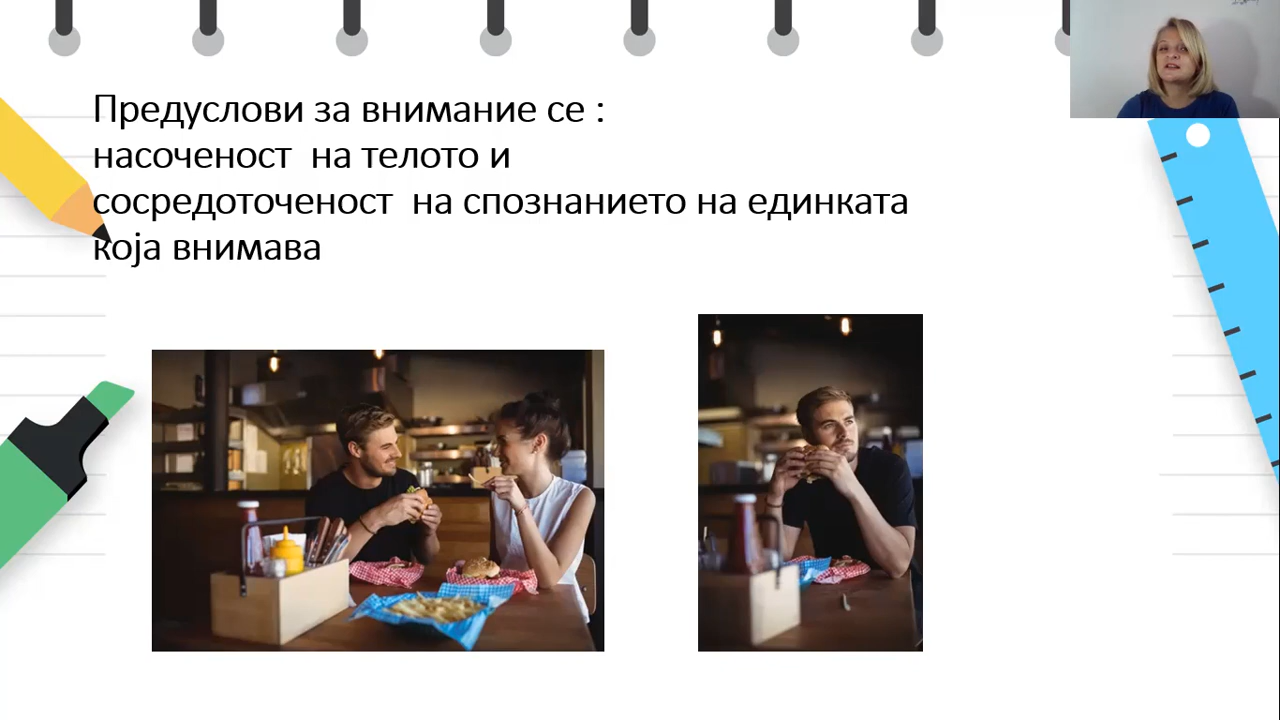 Предуслови за внимание се :
насоченост на телото и
сосредоточеност на спознанието на единката
која внимава